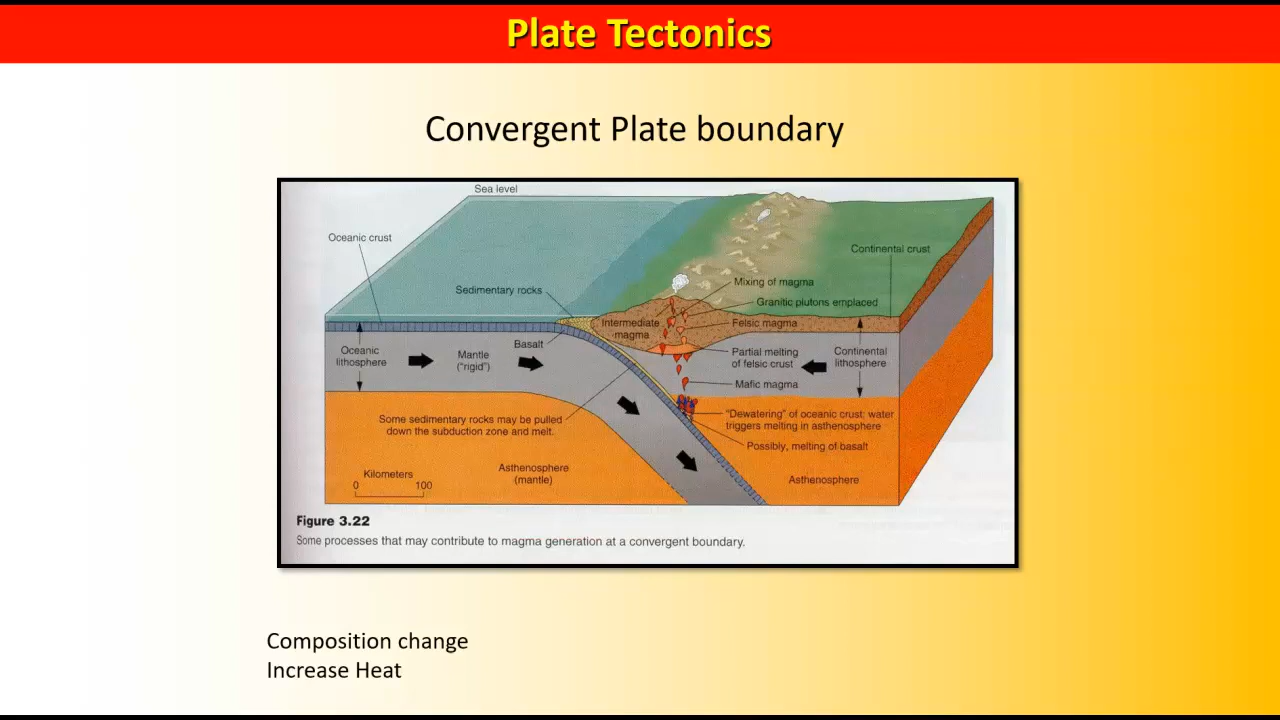 Plate Tectonics
Convergent Plate boundary
Sea level
Oceanic crust
Continental crust
Sedimentary rocks
Mixing of magma
Granitic plutons emplaced
Intermediate
magma
Felsic magma
Basalt
Oceanic
lithosphere
Mantle
("rigid")
Partial melting
of felsic crust
Continental
lithosphere
Mafic magma
Some sedimentary rocks may be pulled
down the subduction zone and melt.
"Dewatering" of oceanic crust: water
triggers melting in asthenosphere
Possibly, melting of basalt
Kilometers
0 100
Asthenosphere
(mantle)
Asthenosphere
Figure 3.22
Some processes that may contribute to magma generation at a convergent boundary.
Composition change
Increase Heat